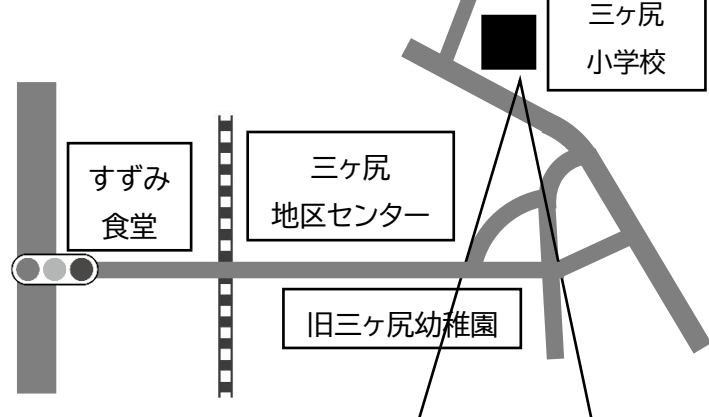 三ヶ尻
小学校
すずみ
食堂
三ヶ尻
地区センター
旧三ヶ尻幼稚園